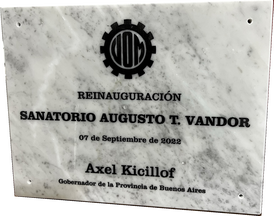 UOM
REINAUGURACIÓN
SANATORIO AUGUSTO T. VANDOR
07 de Septiembre de 2022
Axel Kicillof
Gobernador de la Provincia de Buenos Aires